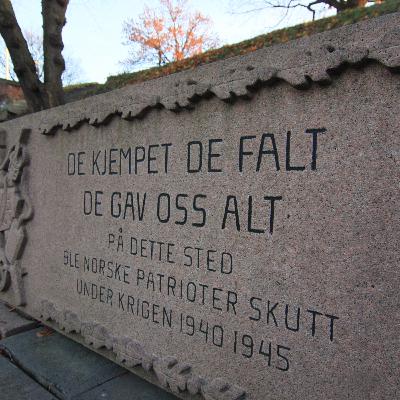 DE KJEMPET DE FALT
DE GAV OSS ALT
PÅ DETTE STED
BLE NORSKE PATRIOTER SKUTT
UNDER KRIGEN 1940 1945